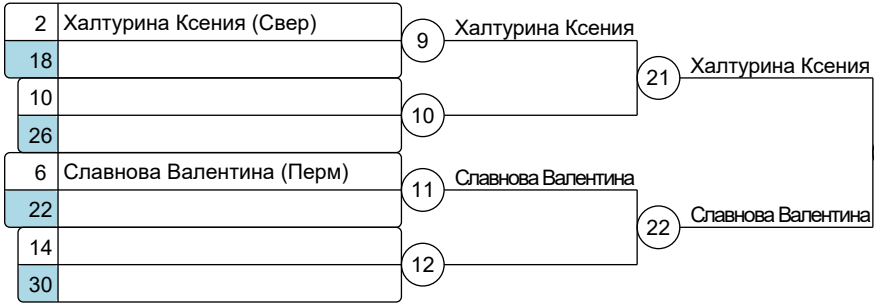 2 Халтурина Ксения (Свер)
9 Халтурина Ксения
18
21 Халтурина Ксения
10
10
26
6 Славнова Валентина (Перм)
11 Славнова Валентина
22
22 Славнова Валентина
14
12
30